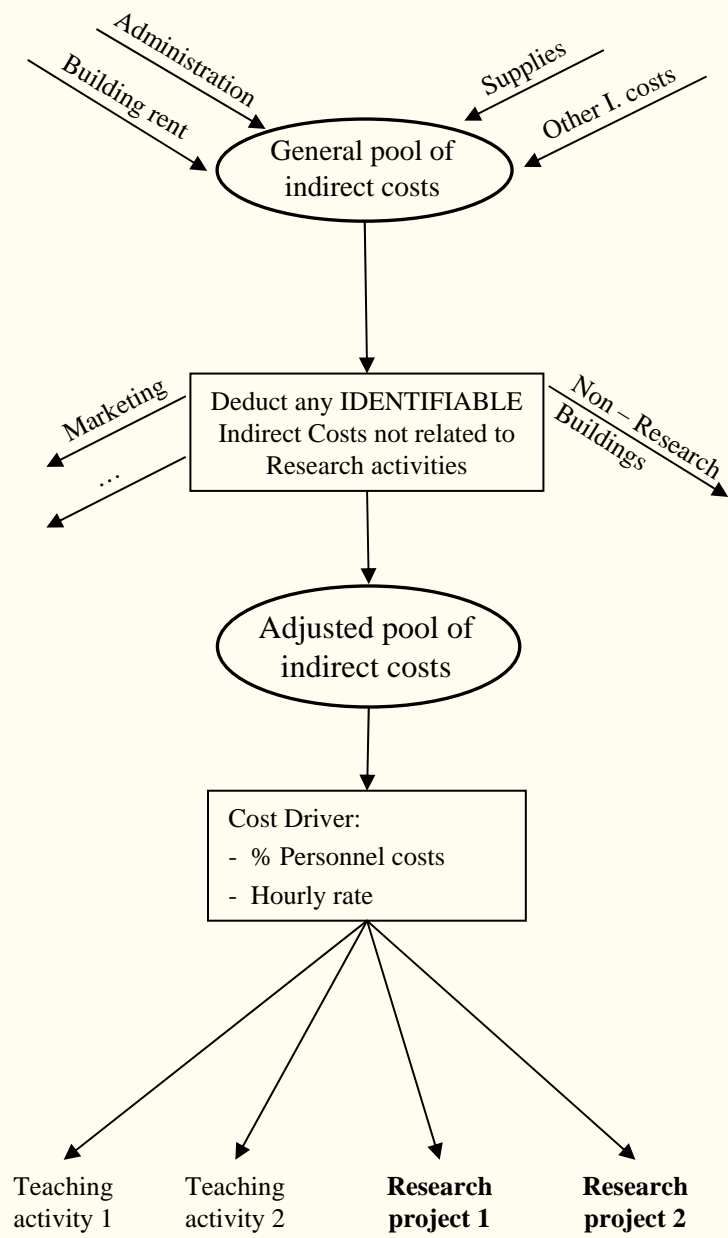 Administration
Building rent
Supplies
Other I. costs
General pool of
indirect costs
Marketing
…
Deduct any IDENTIFIABLE
Indirect Costs not related to
Research activities
Non – Research
Buildings
Adjusted pool of
indirect costs
Cost Driver:
- % Personnel costs
- Hourly rate
Teaching
activity 1
Teaching
activity 2
Research
project 1
Research
project 2